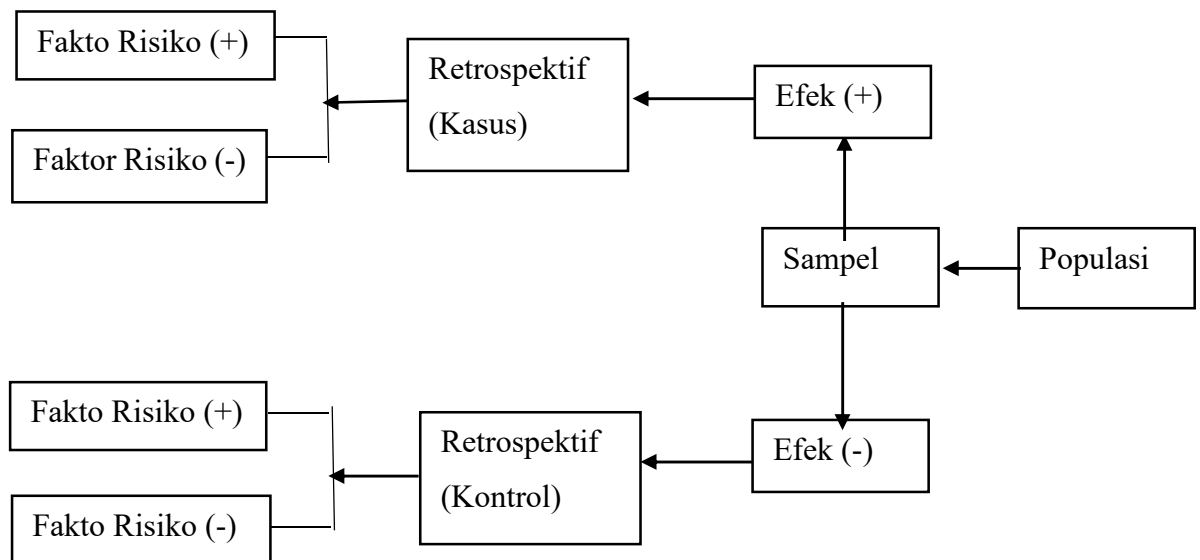 Fakto Risiko (+)
Retrospektif
(Kasus)
Efek (+)
Faktor Risiko (-)
Sampel
Populasi
Fakto Risiko (+)
Retrospektif
(Kontrol)
Efek (-)
Fakto Risiko (-)